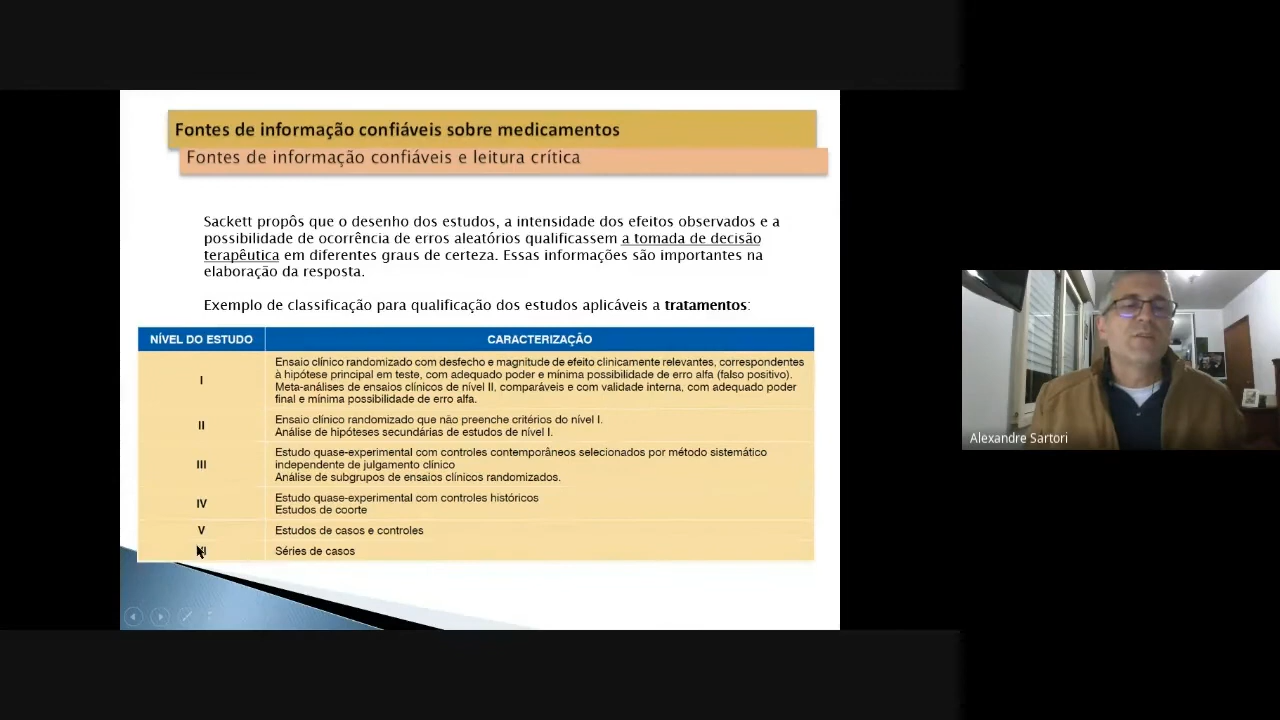 Fontes de informação confiáveis sobre medicamentos
Fontes de informação confiáveis e leitura crítica
Sackett propôs que o desenho dos estudos, a intensidade dos efeitos observados e a
possibilidade de ocorrência de erros aleatórios qualificassem a tomada de decisão
terapêutica em diferentes graus de certeza. Essas informações são importantes na
elaboração da resposta.
Exemplo de classificação para qualificação dos estudos aplicáveis a tratamentos:
NÍVEL DO ESTUDO CARACTERIZAÇÃO
I
Ensaio clínico randomizado com desfecho e magnitude de efeito clinicamente relevantes, correspondentes
à hipótese principal em teste, com adequado poder e mínima possibilidade de erro alfa (falso positivo).
Meta-análises de ensaios clínicos de nível II, comparáveis e com validade interna, com adequado poder
final e mínima possibilidade de erro alfa.
II
Ensaio clínico randomizado que não preenche critérios do nível I.
Análise de hipóteses secundárias de estudos de nível I.
III
Estudo quase-experimental com controles contemporâneos selecionados por método sistemático
independente de julgamento clínico
Análise de subgrupos de ensaios clínicos randomizados.
IV
Estudo quase-experimental com controles históricos
Estudos de coorte
V
Estudos de casos e controles
Séries de casos
Alexandre Sartori